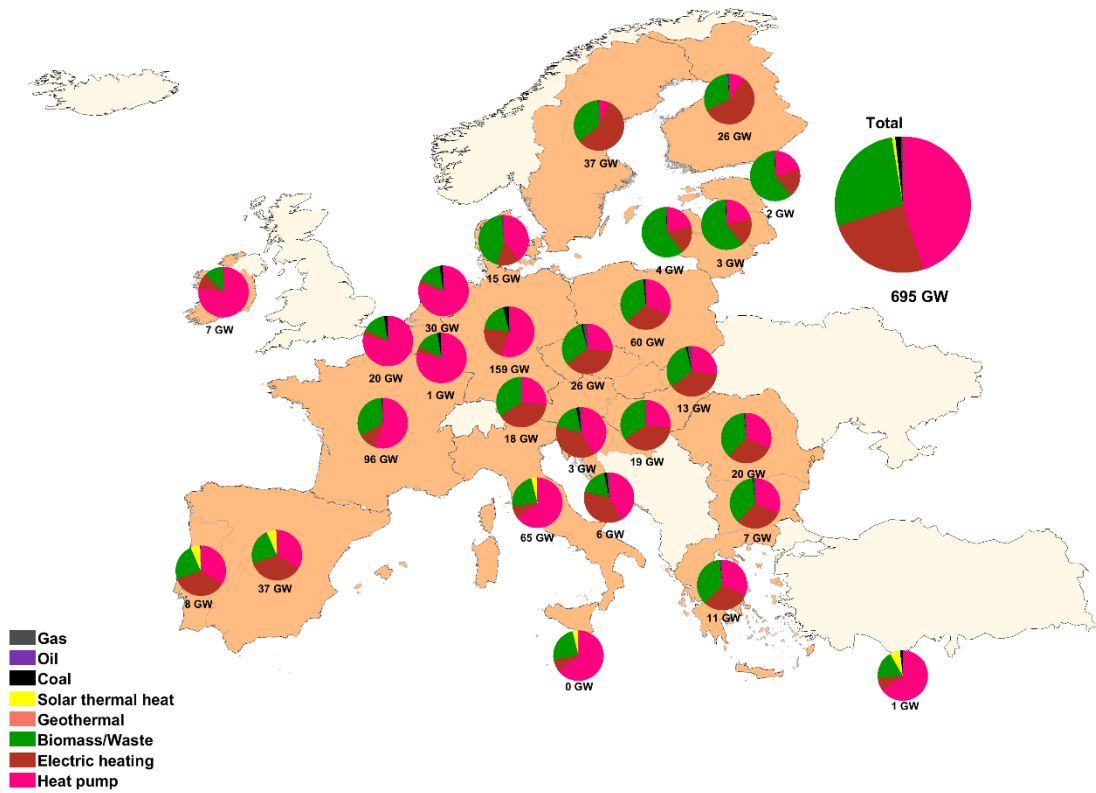 Total
26 GW
37 GW
2 GW
3 GW
4 GW
15 GW
695 GW
7 GW
30 GW
60 GW
159 GW
20 GW
1 GW
26 GW
13 GW
18 GW
96 GW
3 GW
19 GW
20 GW
65 GW
6 GW
7 GW
37 GW
8 GW
11 GW
0 GW
1 GW
Gas
Oil
Coal
Solar thermal heat
Geothermal
Biomass/Waste
Electric heating
Heat pump